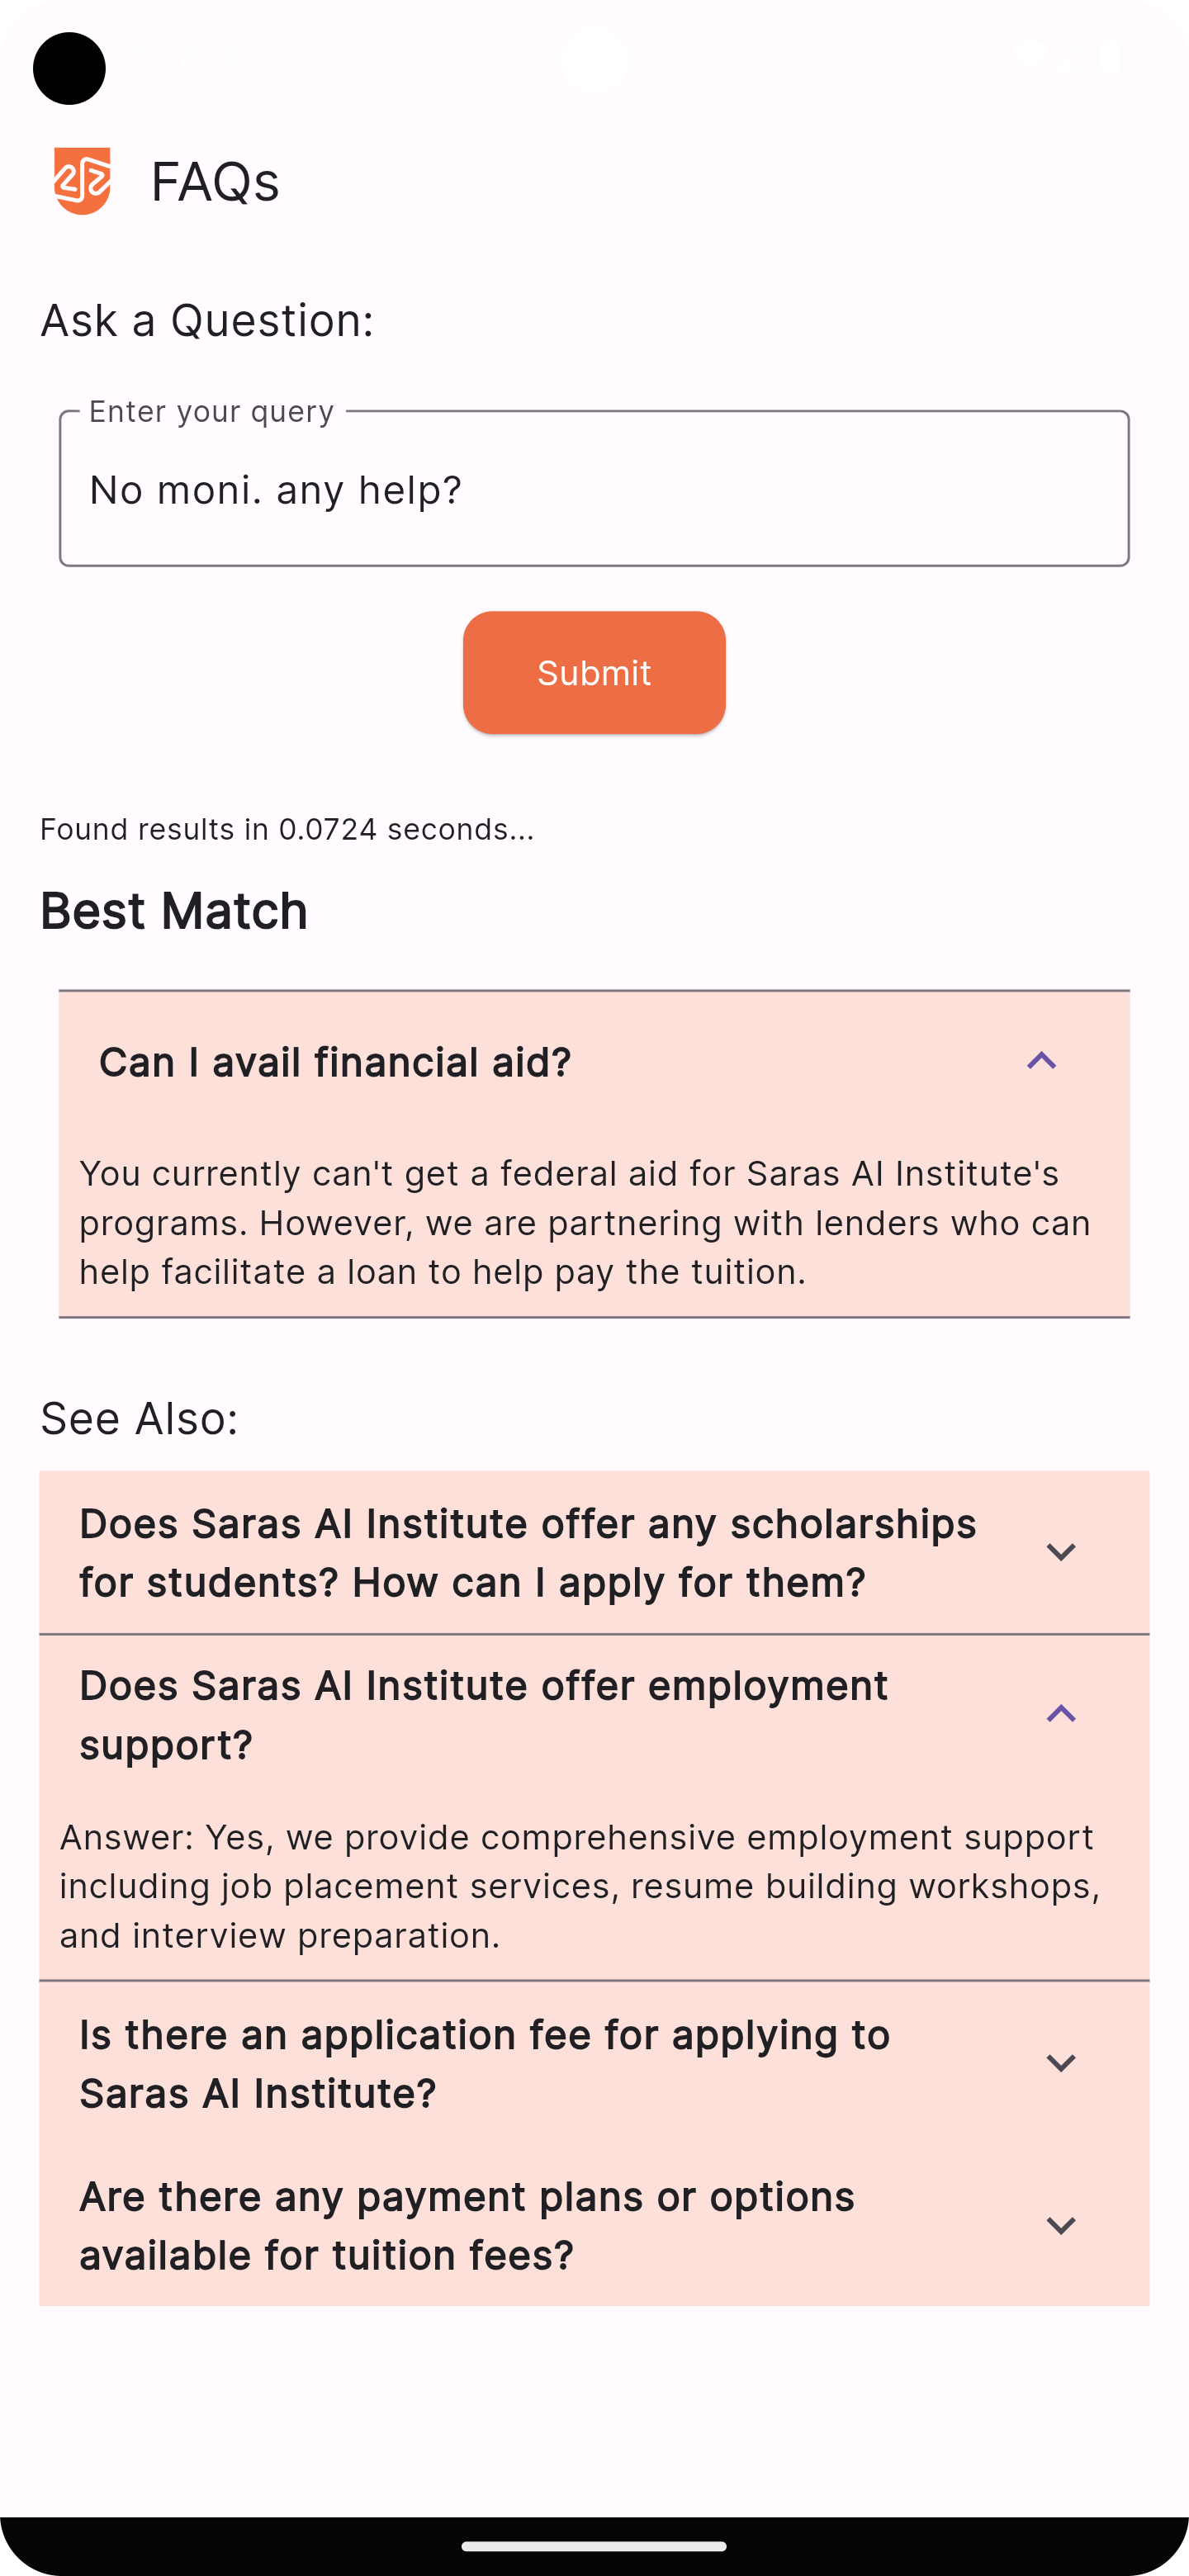 FAQs
Ask a Question:
Enter your query
No moni. any help?
Submit
Found results in 0.0724 seconds...
Best Match
Can I avail financial aid?
You currently can't get a federal aid for Saras AI Institute's
programs. However, we are partnering with lenders who can
help facilitate a loan to help pay the tuition.
See Also:
Does Saras AI Institute offer any scholarships
for students? How can I apply for them?
Does Saras AI Institute offer employment
support?
Answer: Yes, we provide comprehensive employment support
including job placement services, resume building workshops,
and interview preparation.
Is there an application fee for applying to
Saras AI Institute?
Are there any payment plans or options
available for tuition fees?